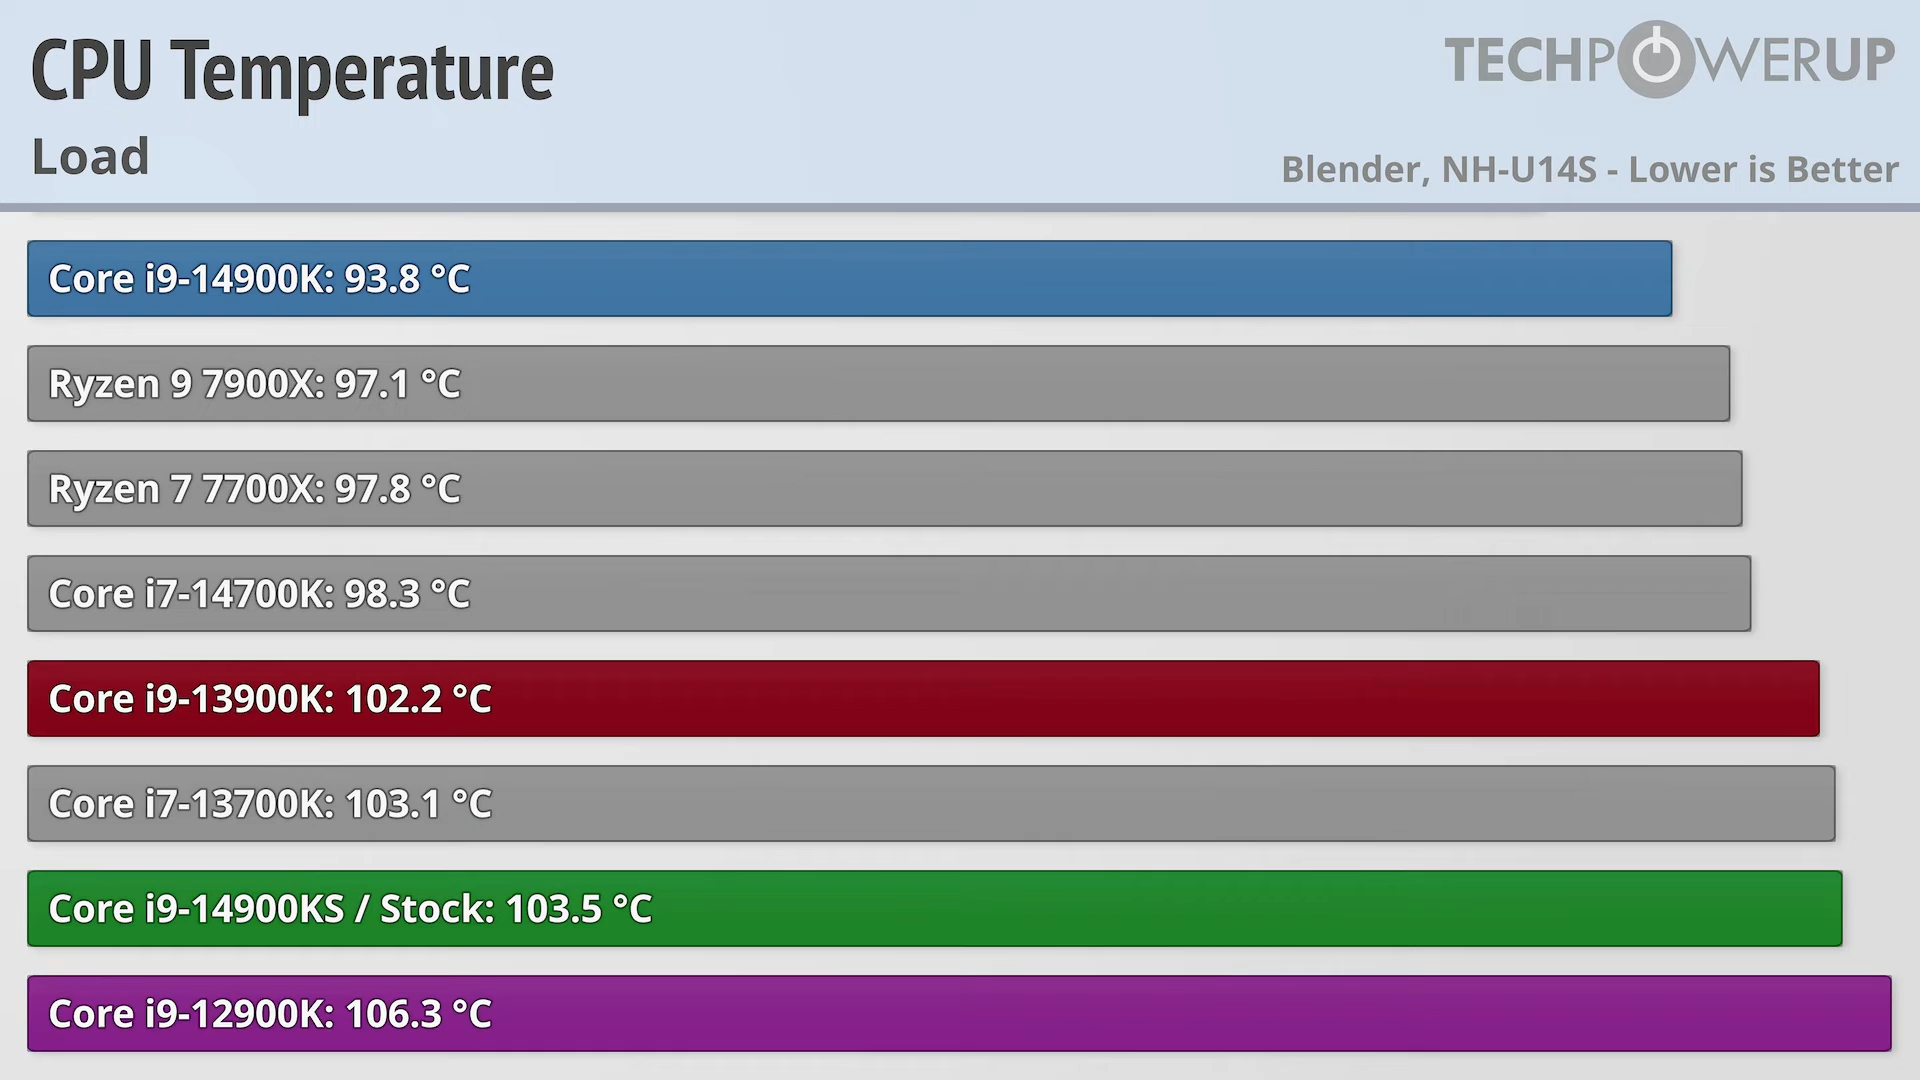 CPU Temperature
TECHPOWERUP
Load
Blender, NH-U14S - Lower is Better
Core i9-14900K: 93.8 °C
Ryzen 9 7900X: 97.1 °C
Ryzen 7 7700X: 97.8 °C
Core i7-14700K: 98.3 °C
Core i9-13900K: 102.2 °C
Core i7-13700K: 103.1 °C
Core i9-14900KS / Stock: 103.5 °C
Core i9-12900K: 106.3 °C